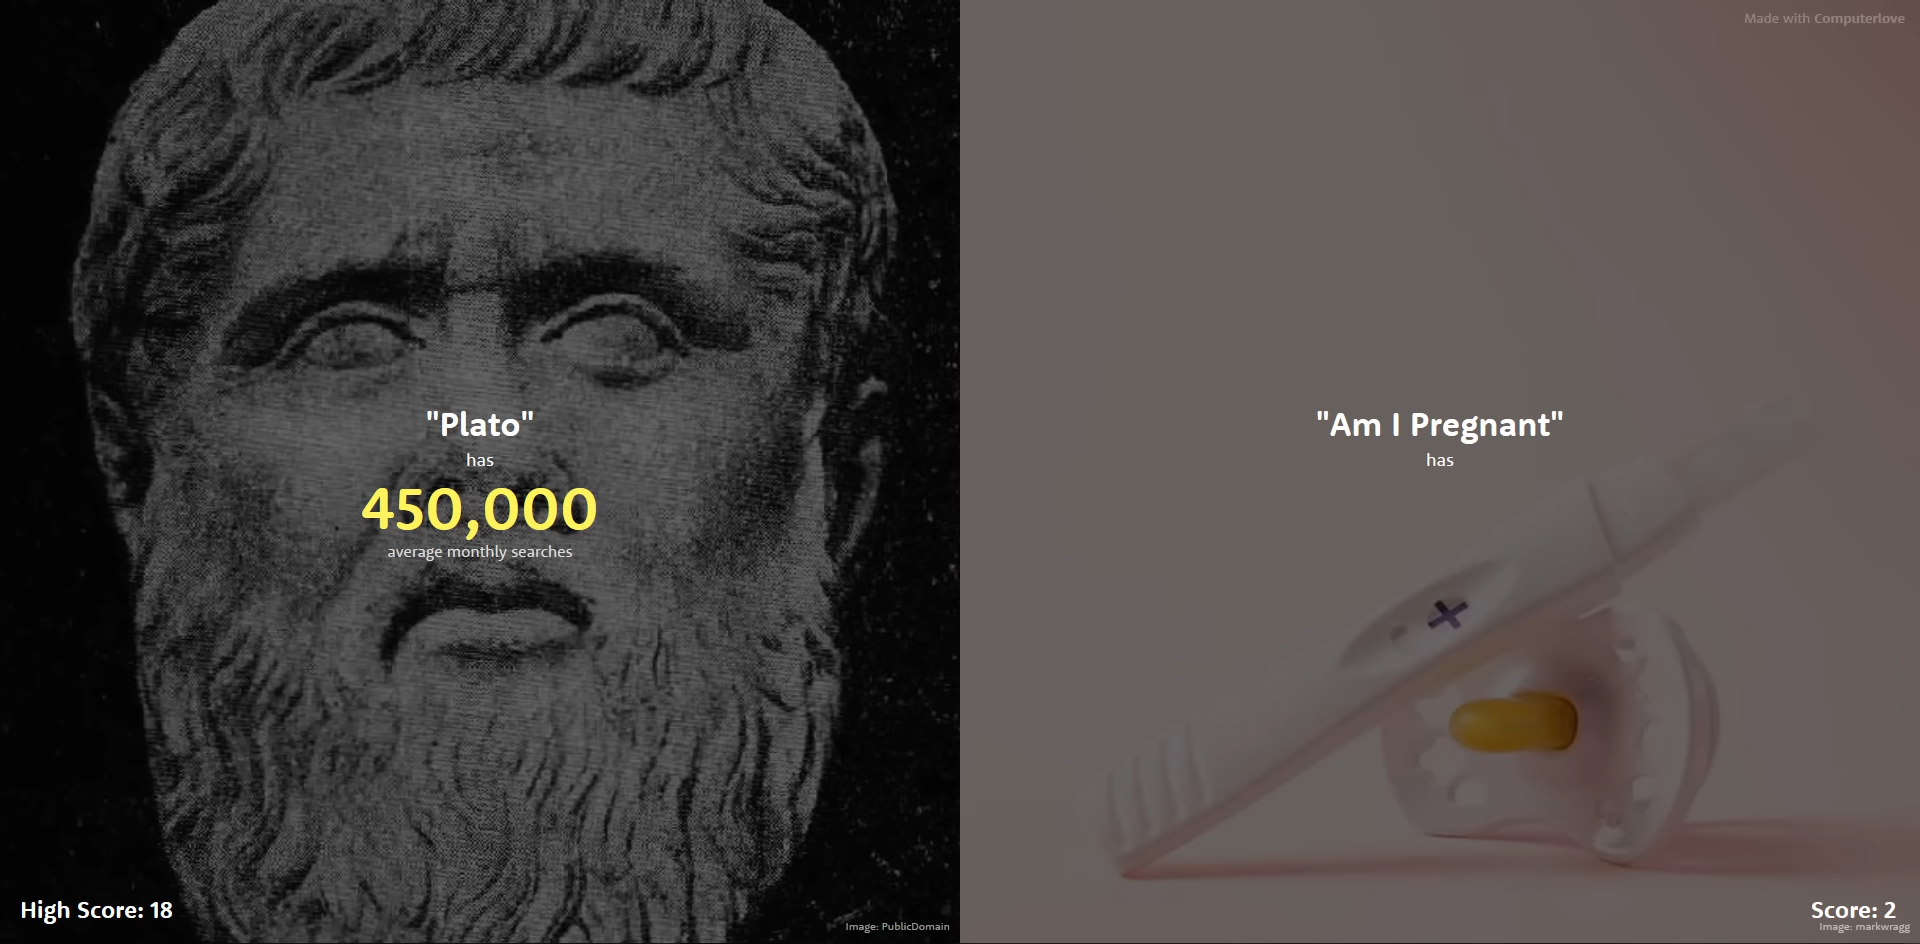 Made with Computerlove
"Plato"
has
450,000
average monthly searches
"Am I Pregnant"
has
High Score: 18
Image: PublicDomain
Score: 2
Image: markwragg